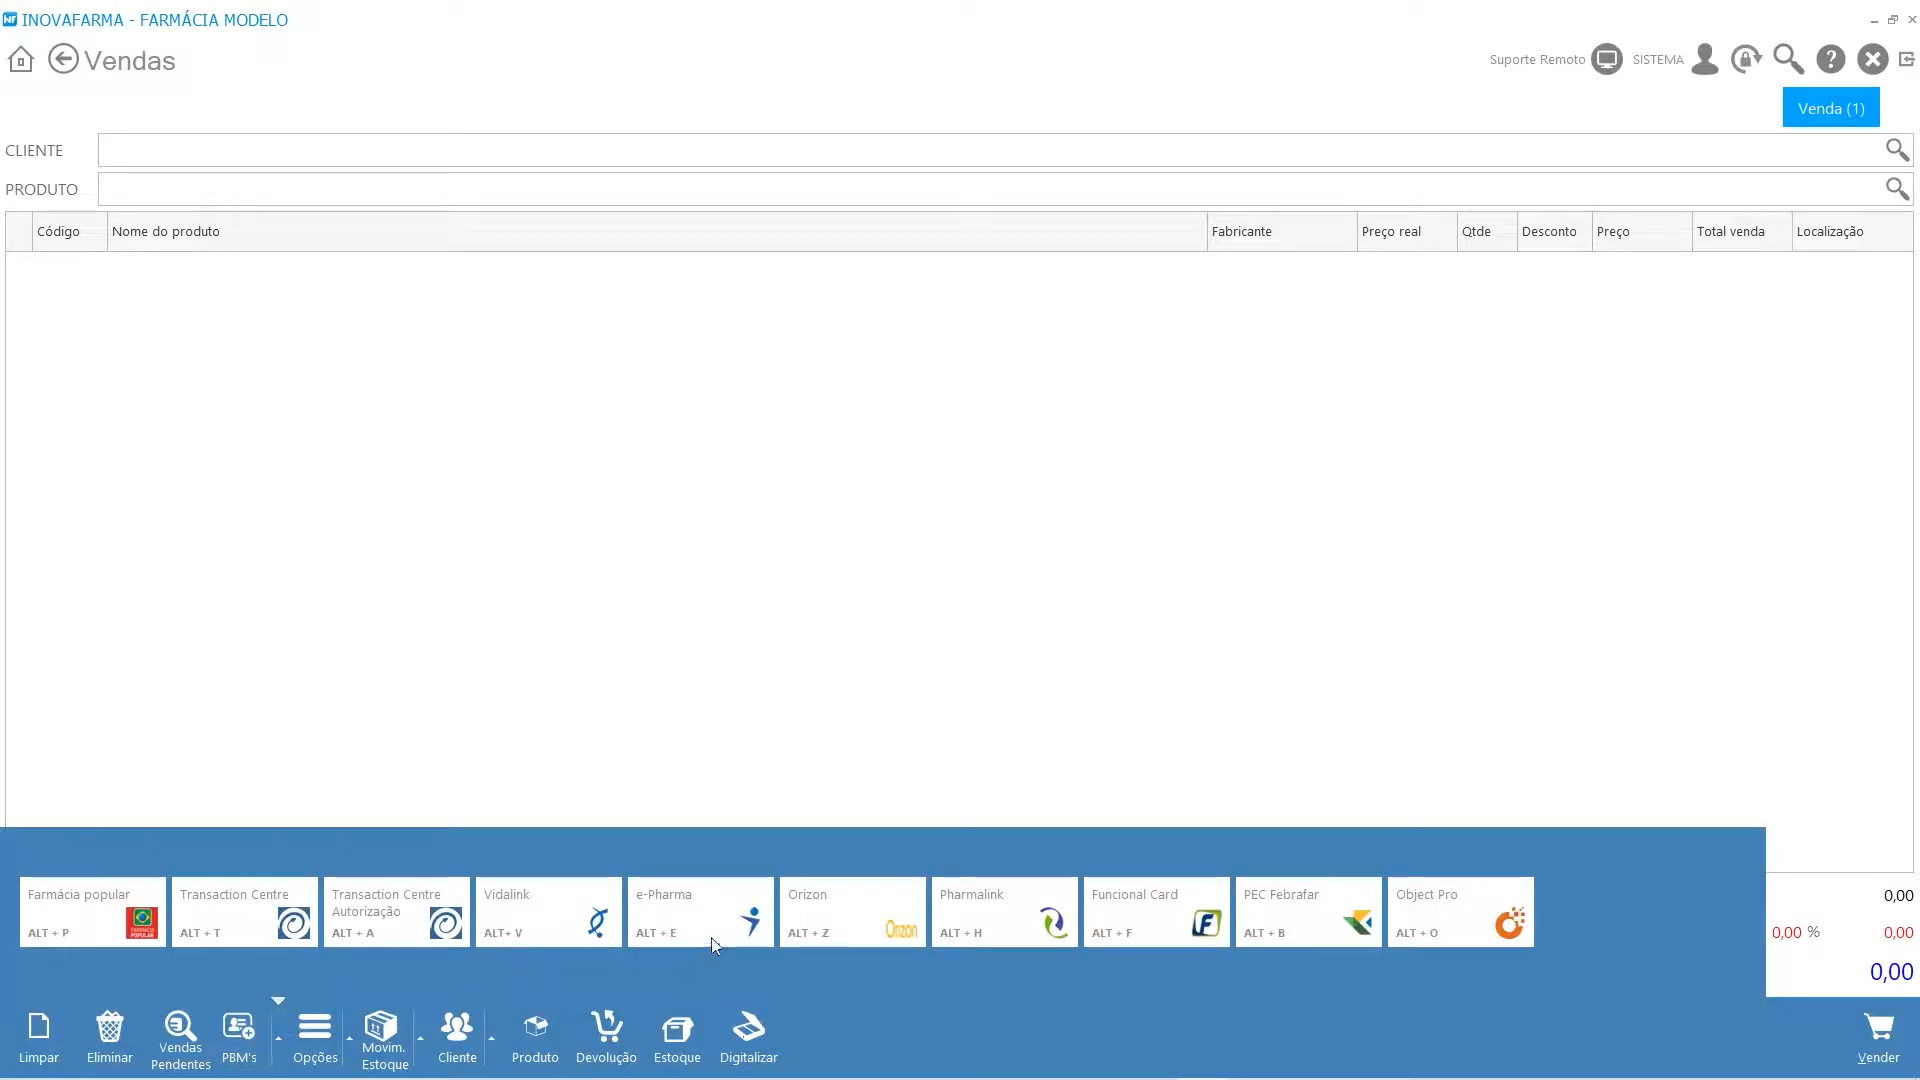 INOVAFARMA - FARMÁCIA MODELO
Vendas
Suporte Remoto
SISTEMA
Venda (1)
CLIENTE
PRODUTO
Código
Nome do produto
Fabricante
Preço real
Qtde
Desconto
Preço
Total venda
Localização
Farmácia popular
ALT + P
FARMÁCIA
POPULAR
Transaction Centre
ALT + T
Transaction Centre
Autorização
ALT + A
Vidalink
ALT+ V
e-Pharma
ALT + E
Orizon
ALT + Z
Orizon
Pharmalink
ALT + H
Funcional Card
ALT + F
PEC Febrafar
ALT + B
Object Pro
ALT + O
0,00
0,00 %
0,00
0,00
Limpar
Eliminar
Vendas
Pendentes
PBM's
Opções
Movim.
Estoque
Cliente
Produto
Devolução
Estoque
Digitalizar
Vender